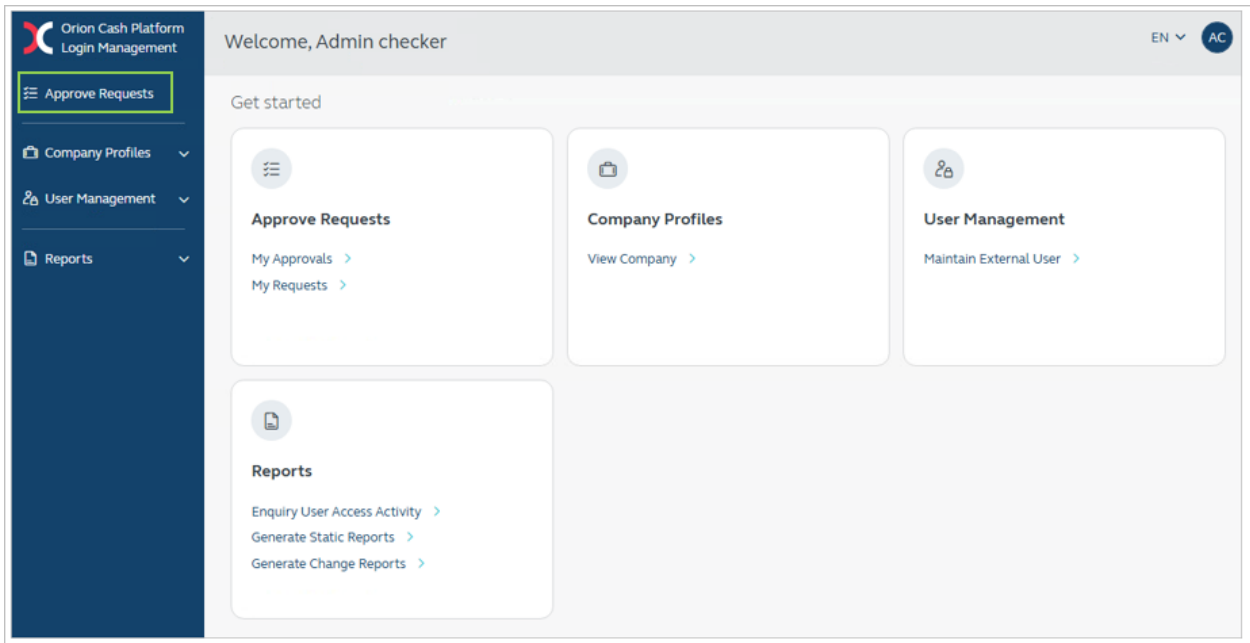 Orion Cash Platform
Login Management
Approve Requests
Company Profiles
User Management
Reports
Welcome, Admin checker
EN
AC
Get started
Approve Requests
My Approvals
My Requests
Company Profiles
View Company
User Management
Maintain External User
Reports
Enquiry User Access Activity
Generate Static Reports
Generate Change Reports